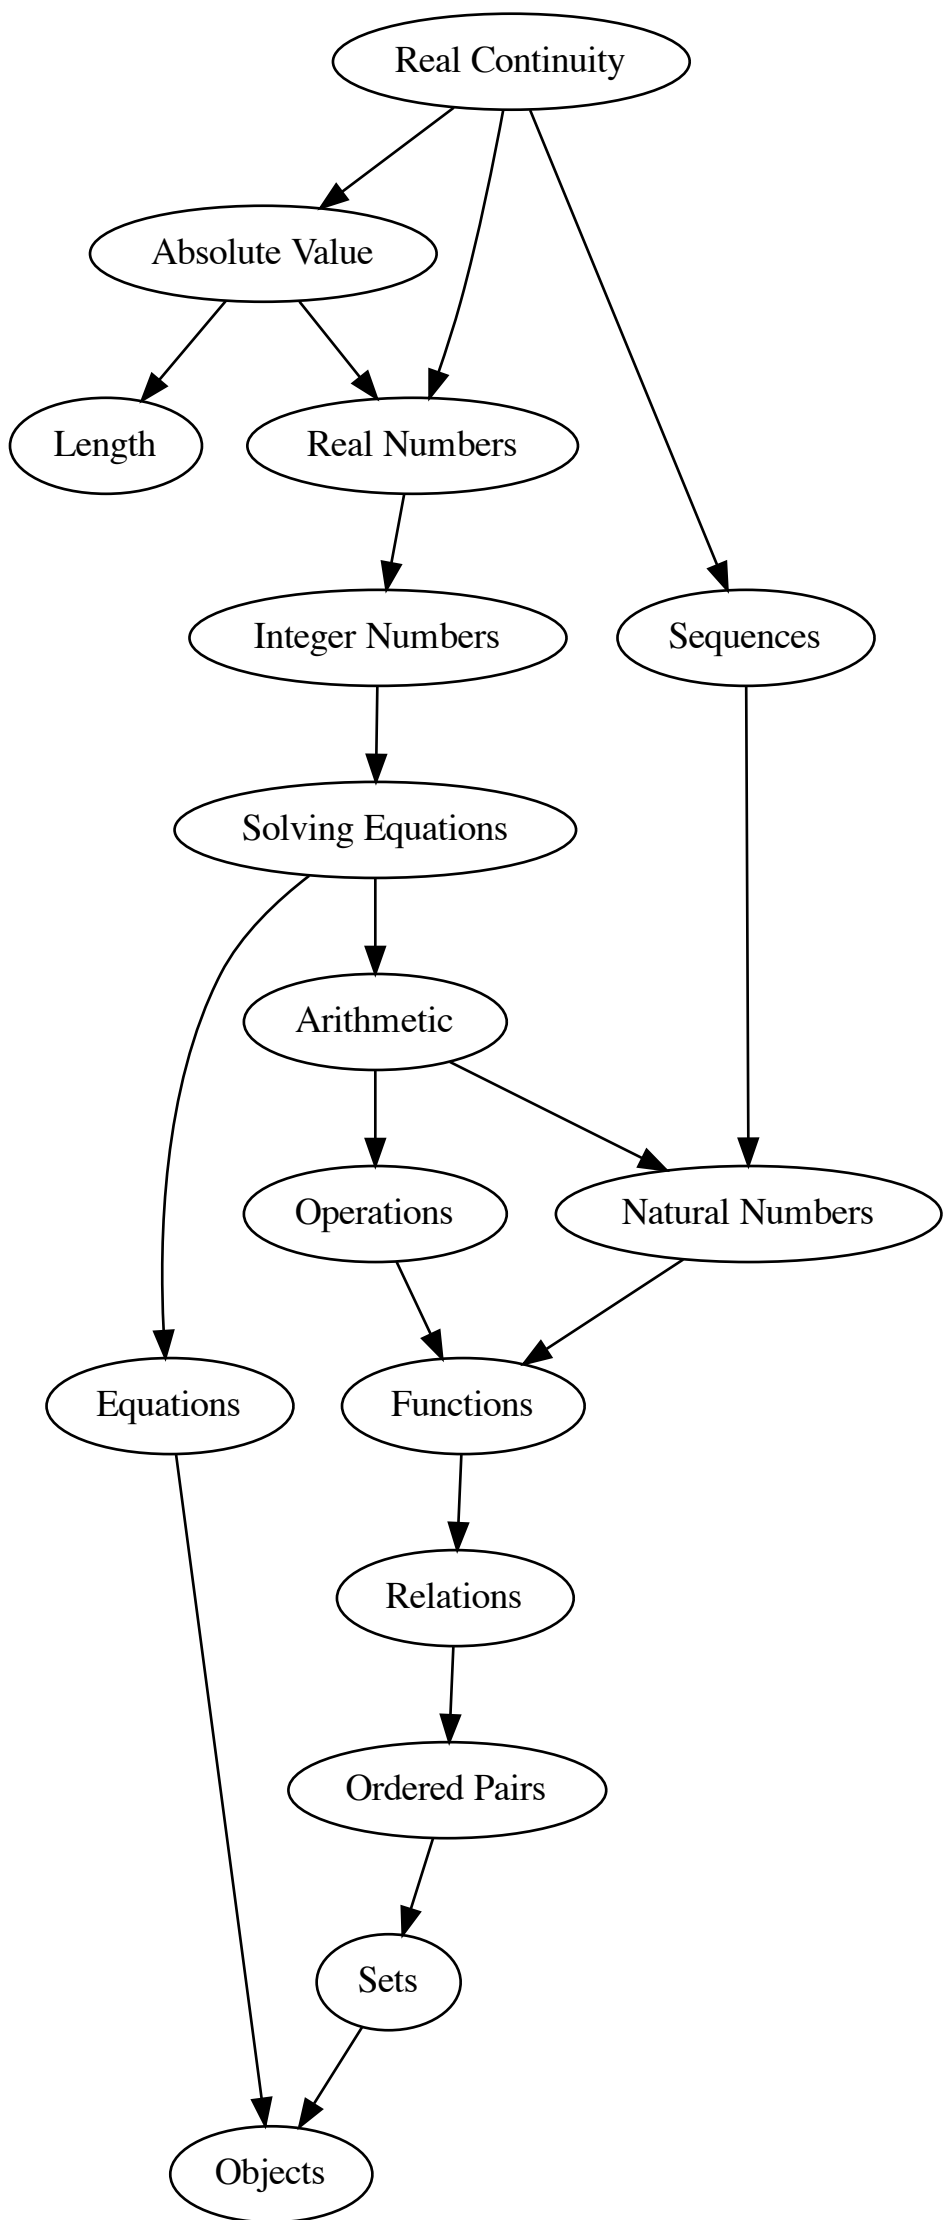 Real Continuity
Absolute Value
Length
Real Numbers
Integer Numbers
Sequences
Solving Equations
Arithmetic
Operations
Natural Numbers
Equations
Functions
Relations
Ordered Pairs
Sets
Objects